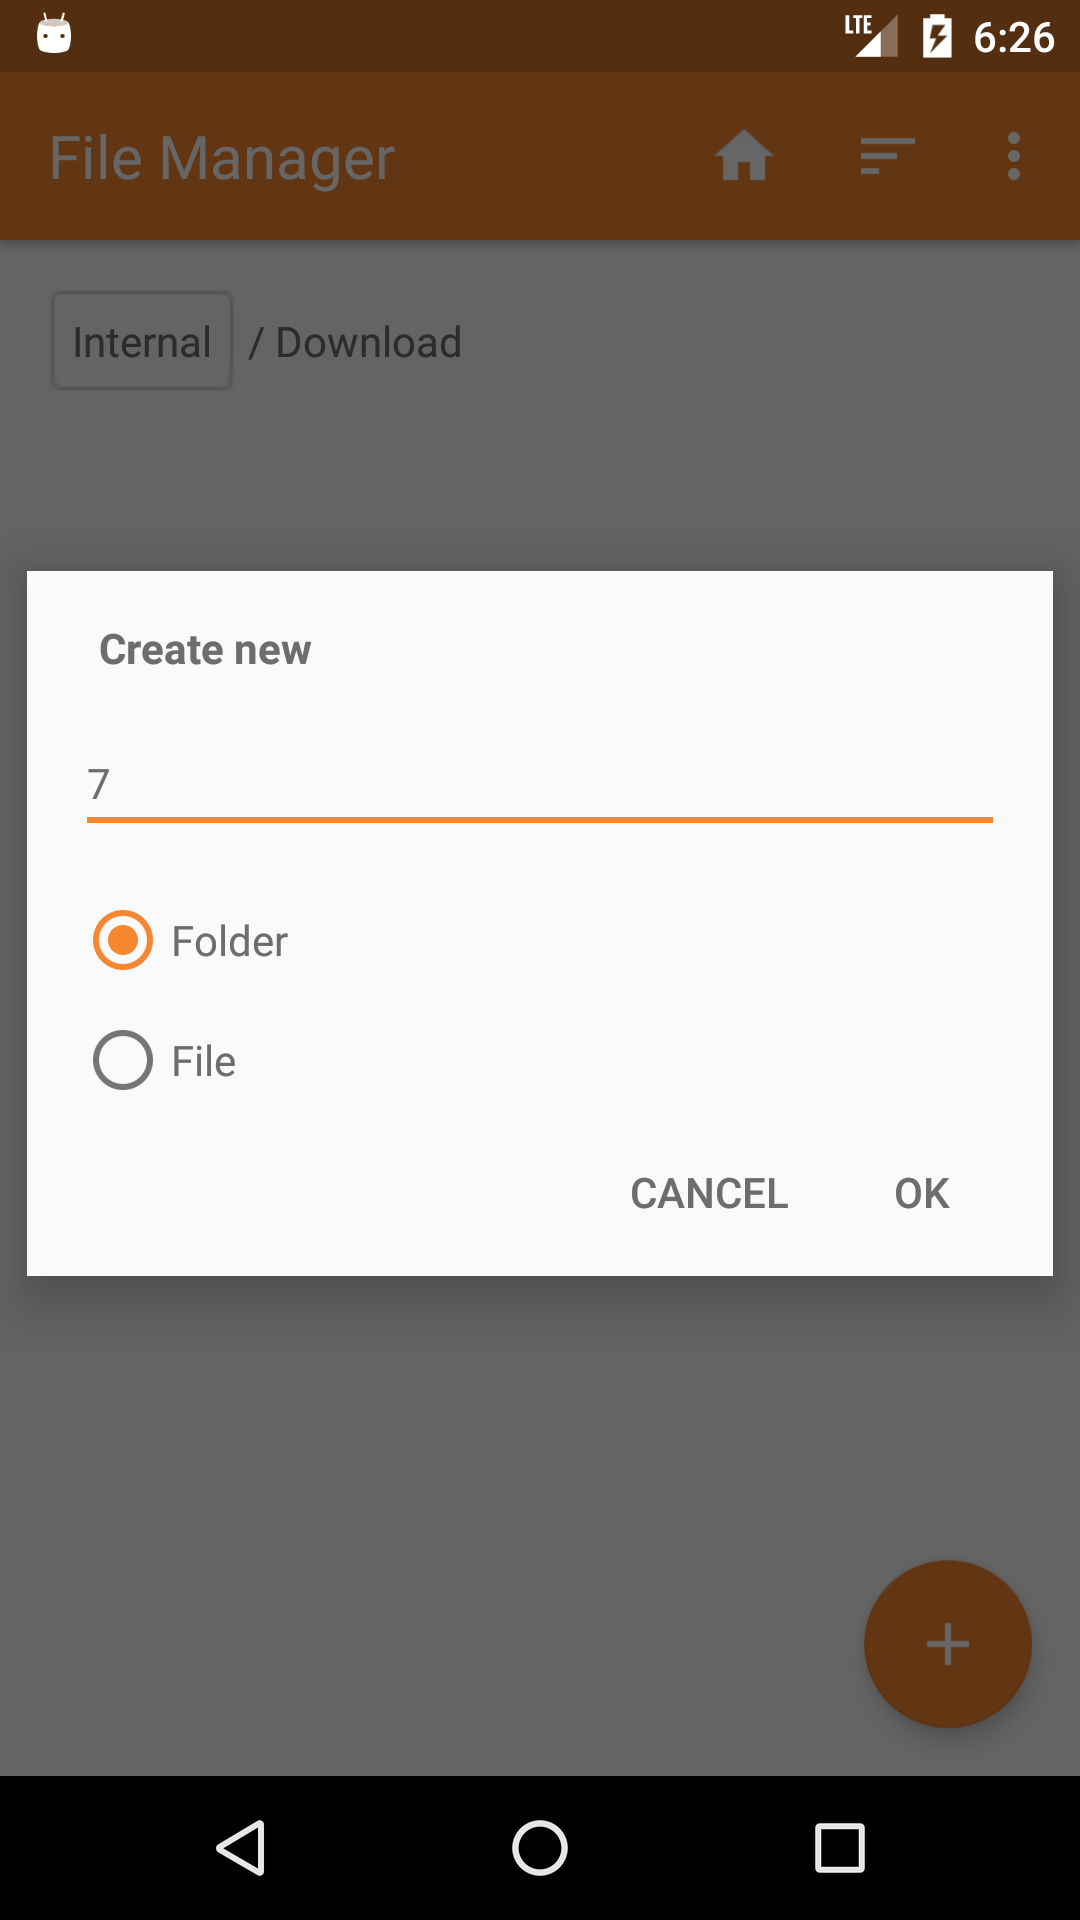 LTE 6:26
File Manager
Internal / Download
Create new
7
Folder
File
CANCEL OK